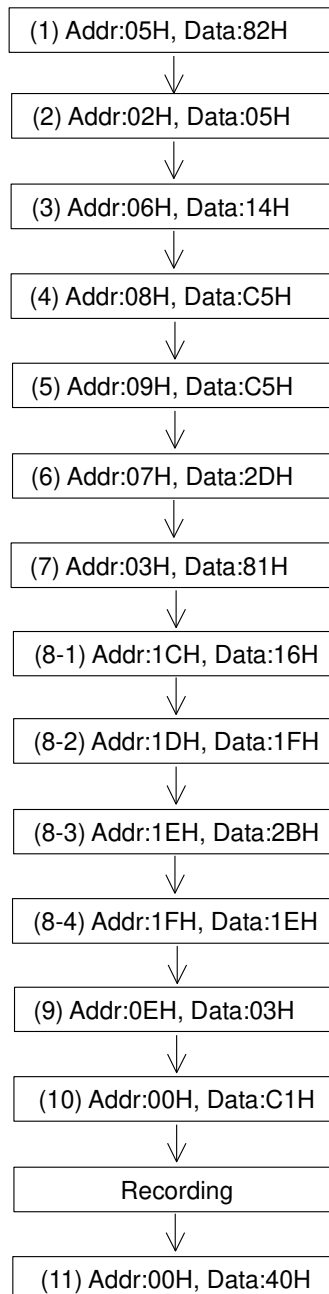 (1) Addr:05H, Data:82H
(2) Addr:02H, Data:05H
(3) Addr:06H, Data:14H
(4) Addr:08H, Data:C5H
(5) Addr:09H, Data:C5H
(6) Addr:07H, Data:2DH
(7) Addr:03H, Data:81H
(8-1) Addr:1CH, Data:16H
(8-2) Addr:1DH, Data:1FH
(8-3) Addr:1EH, Data:2BH
(8-4) Addr:1FH, Data:1EH
(9) Addr:0EH, Data:03H
(10) Addr:00H, Data:C1H
Recording
(11) Addr:00H, Data:40H